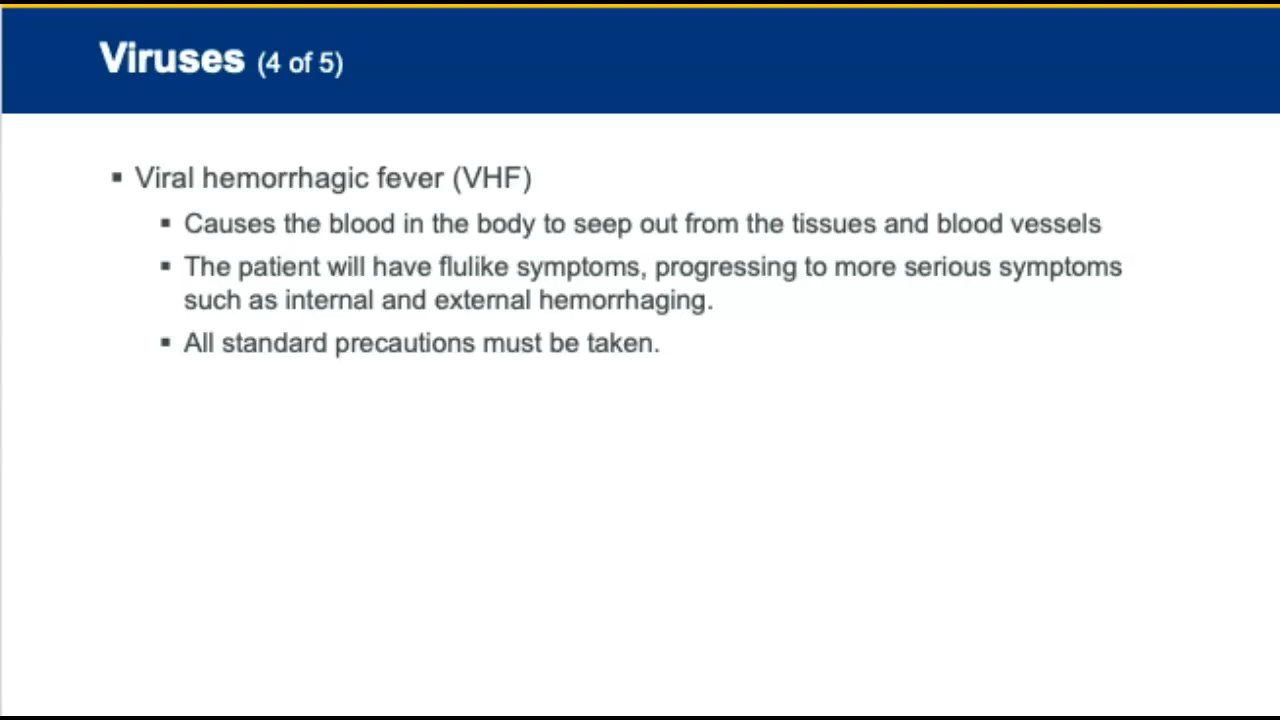 Viruses (4 of 5)
▪ Viral hemorrhagic fever (VHF)
▪ Causes the blood in the body to seep out from the tissues and blood vessels
▪ The patient will have flulike symptoms, progressing to more serious symptoms
such as internal and external hemorrhaging.
▪ All standard precautions must be taken.